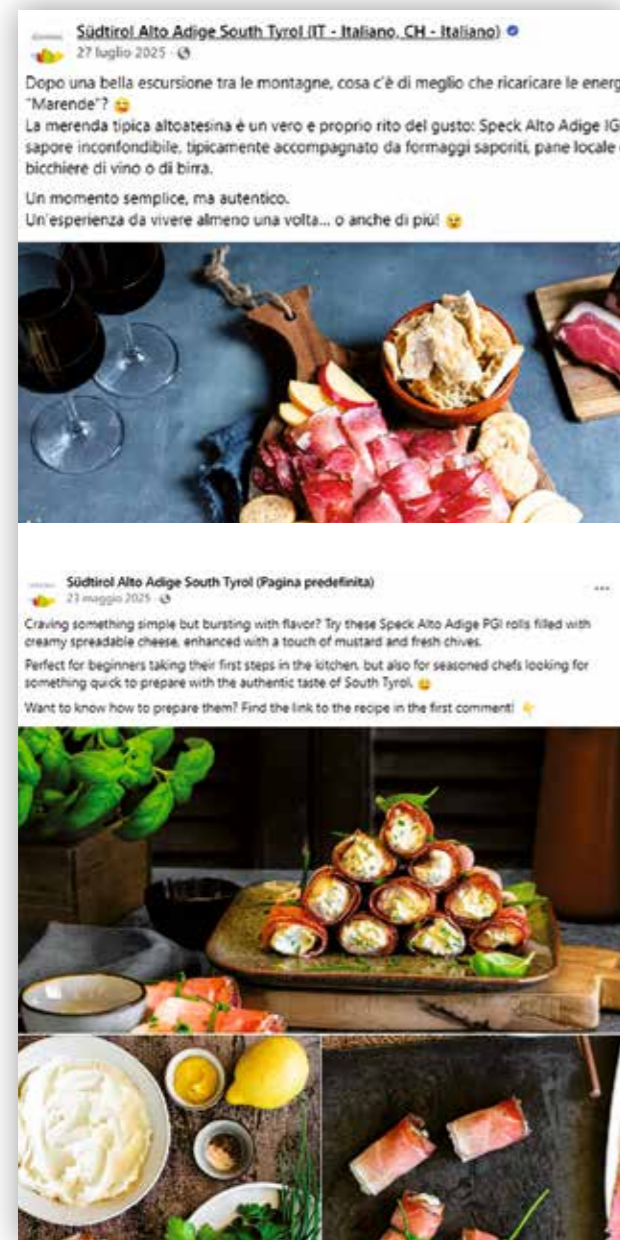 Südtirol Alto Adige South Tyrol (IT - Italiano, CH - Italiano)
27 luglio 2025 ·
Dopo una bella escursione tra le montagne, cosa c'è di meglio che ricaricare le energ
"Marende"? 😋
La merenda tipica altoatesina è un vero e proprio rito del gusto: Speck Alto Adige IG
sapore inconfondibile, tipicamente accompagnato da formaggi saporiti, pane locale
bicchiere di vino o di birra.
Un momento semplice, ma autentico.
Un'esperienza da vivere almeno una volta... o anche di più! 😉
Südtirol Alto Adige South Tyrol (Pagina predefinita)
23 maggio 2025 ·
Craving something simple but bursting with flavor? Try these Speck Alto Adige PGI rolls filled with
creamy spreadable cheese, enhanced with a touch of mustard and fresh chives.
Perfect for beginners taking their first steps in the kitchen, but also for seasoned chefs looking for
something quick to prepare with the authentic taste of South Tyrol. 😋
Want to know how to prepare them? Find the link to the recipe in the first comment! 👇